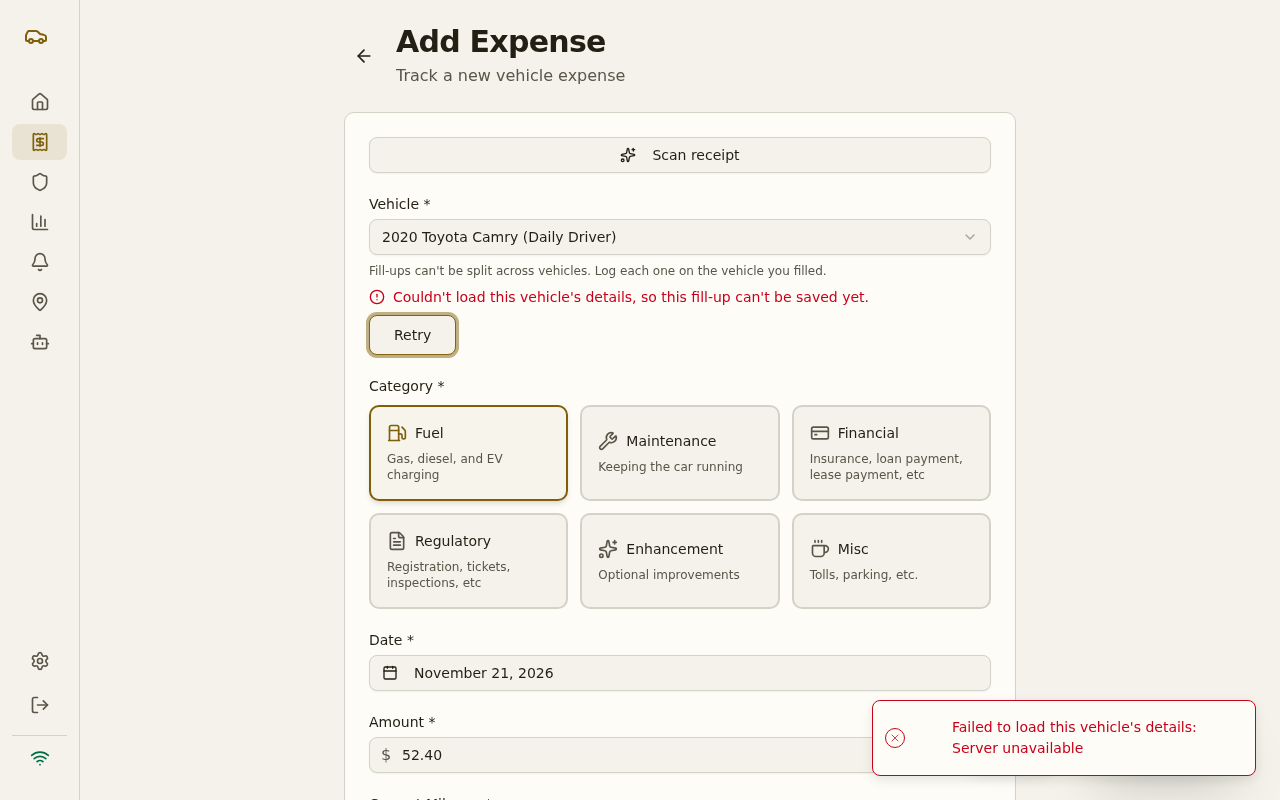 Add Expense
Track a new vehicle expense
Scan receipt
Vehicle *
2020 Toyota Camry (Daily Driver)
Fill-ups can't be split across vehicles. Log each one on the vehicle you filled.
Couldn't load this vehicle's details, so this fill-up can't be saved yet.
Retry
Category *
Fuel
Gas, diesel, and EV
charging
Maintenance
Keeping the car running
Financial
Insurance, loan payment,
lease payment, etc
Regulatory
Registration, tickets,
inspections, etc
Enhancement
Optional improvements
Misc
Tolls, parking, etc.
Date *
November 21, 2026
Amount *
$ 52.40
Failed to load this vehicle's details:
Server unavailable